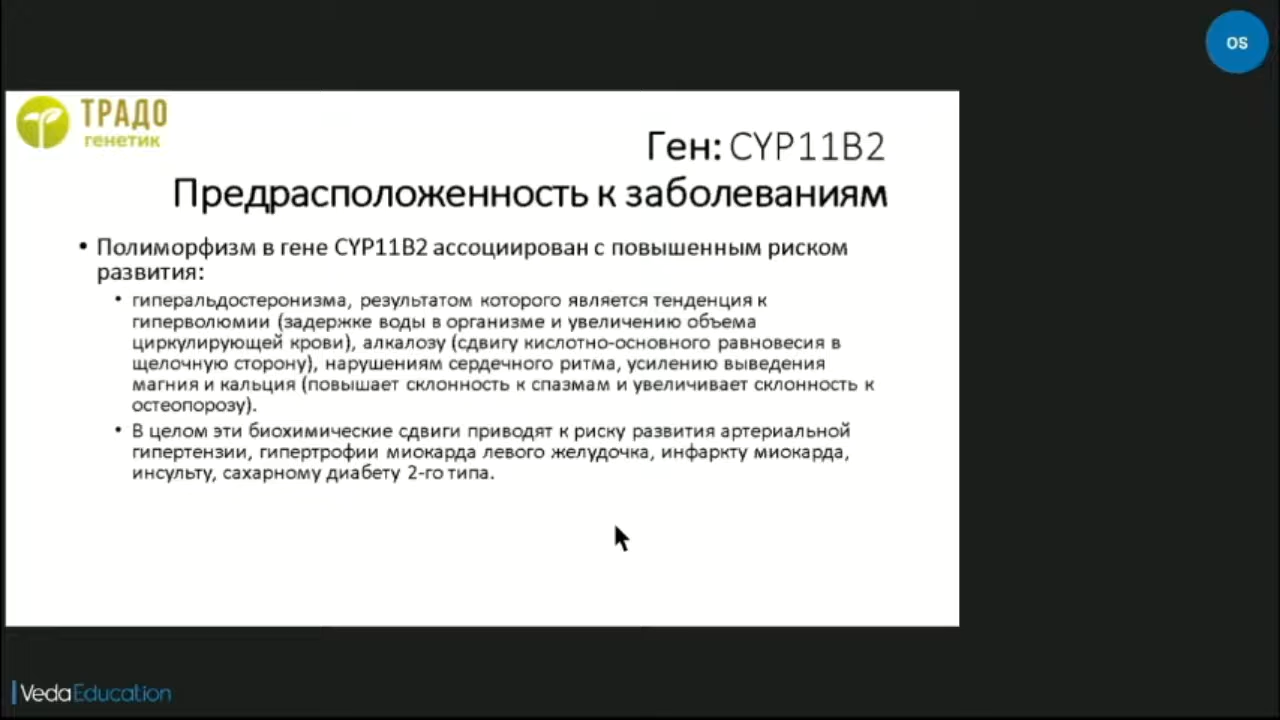 OS
ТРАДО
генетик
Ген: CYP11B2
Предрасположенность к заболеваниям
• Полиморфизм в гене CYP11B2 ассоциирован с повышенным риском
развития:
• гиперальдостеронизма, результатом которого является тенденция к
гиперволюмии (задержке воды в организме и увеличению объема
циркулирующей крови), алкалозу (сдвигу кислотно-основного равновесия в
щелочную сторону), нарушениям сердечного ритма, усилению выведения
магния и кальция (повышает склонность к спазмам и увеличивает склонность к
остеопорозу).
• В целом эти биохимические сдвиги приводят к риску развития артериальной
гипертензии, гипертрофии миокарда левого желудочка, инфаркту миокарда,
инсульту, сахарному диабету 2-го типа.
VedaEducation